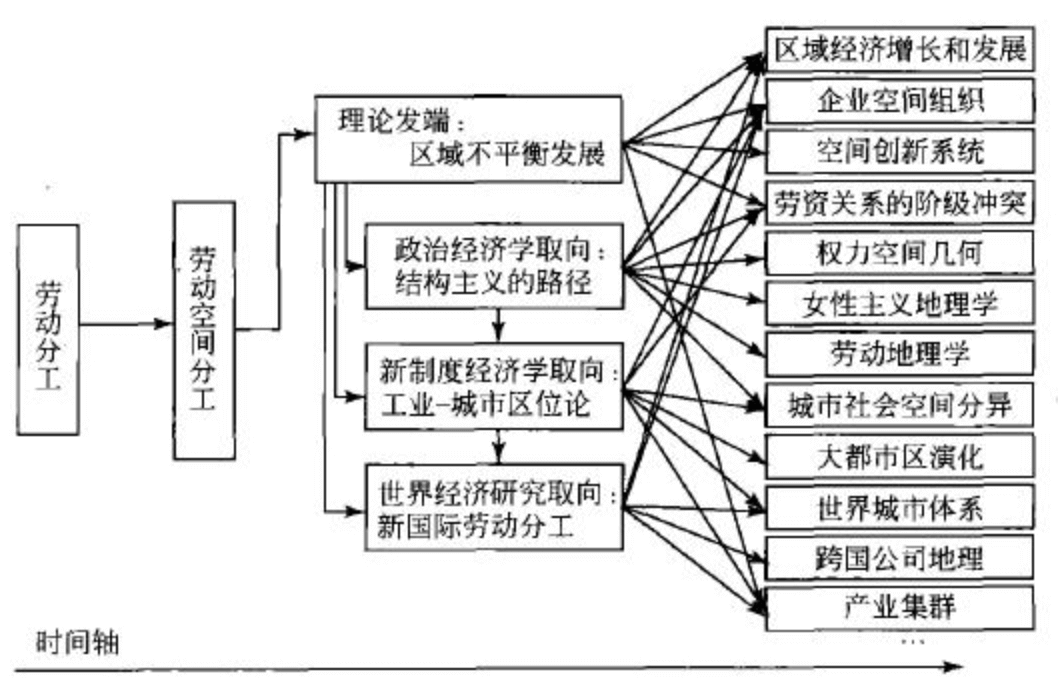 劳动分工
劳动空间分工
理论发端：
区域不平衡发展
政治经济学取向：
结构主义的路径
新制度经济学取向：
工业-城市区位论
世界经济研究取向：
新国际劳动分工
区域经济增长和发展
企业空间组织
空间创新系统
劳资关系的阶级冲突
权力空间几何
女性主义地理学
劳动地理学
城市社会空间分异
大都市区演化
世界城市体系
跨国公司地理
产业集群
…
时间轴